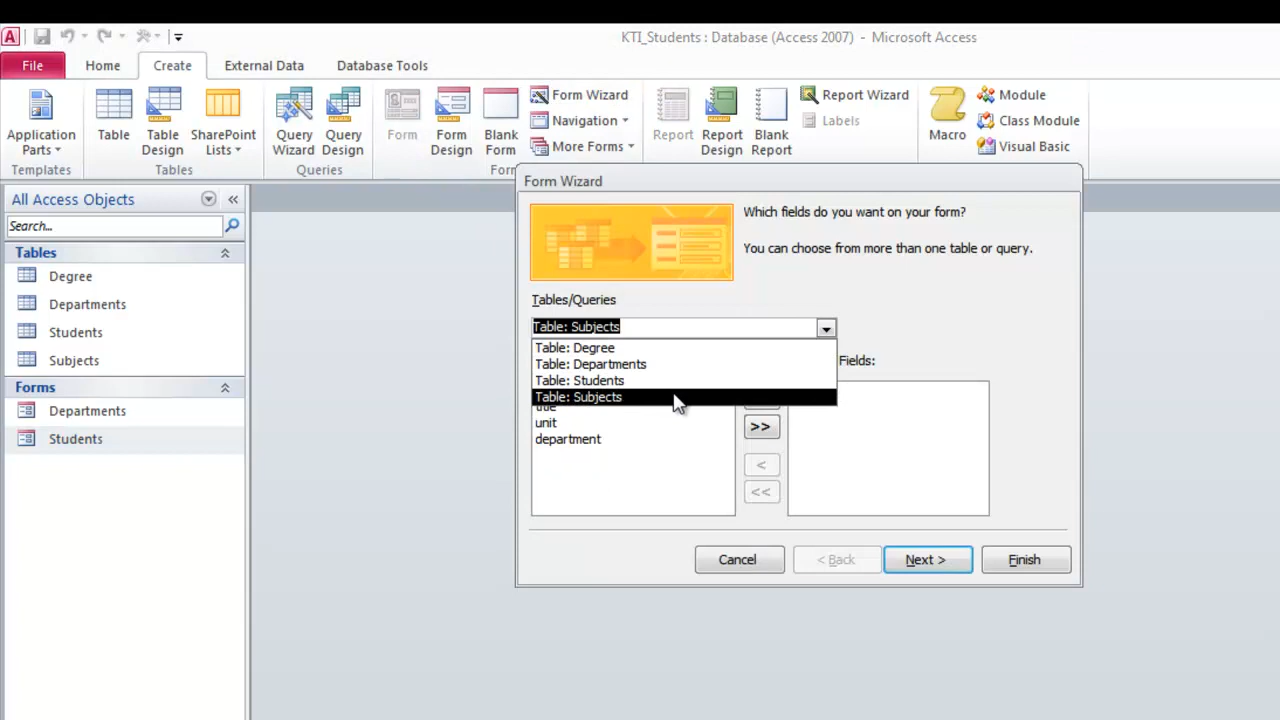 A
KTI_Students : Database (Access 2007) - Microsoft Access
File Home Create External Data Database Tools
Application Parts
Table
Table Design
SharePoint Lists
Query Wizard
Query Design
Form
Form Design
Blank Form
Form Wizard
Navigation
More Forms
Report
Report Design
Blank Report
Report Wizard
Labels
Macro
Module
Class Module
Visual Basic
Templates Tables Queries
All Access Objects «
Search...
Tables
Degree
Departments
Students
Subjects
Forms
Departments
Students
Form Wizard
Which fields do you want on your form?
You can choose from more than one table or query.
Tables/Queries
Table: Subjects
Table: Degree
Table: Departments
Table: Students
Table: Subjects
Fields:
unit
department
>>
<
<<
Cancel < Back Next > Finish